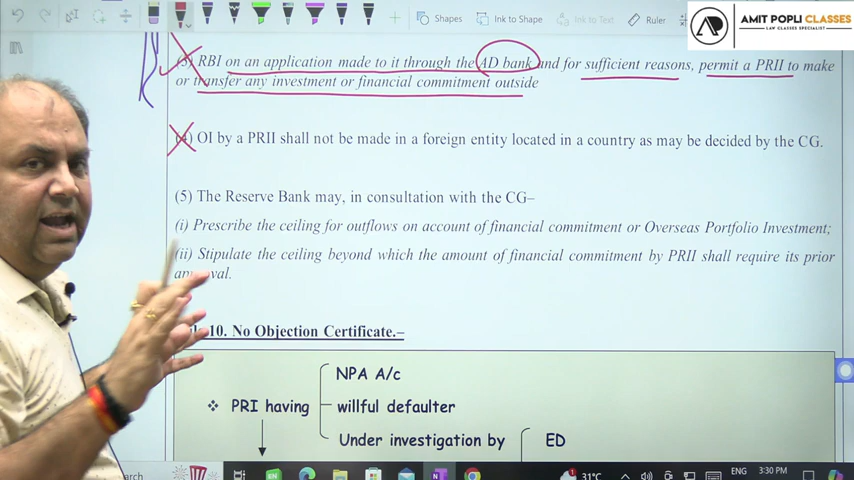 Shapes
Ink to Shape
Ink to Text
Ruler
AMIT POPLI CLASSES
LAW CLASSES SPECIALIST
(3) RBI on an application made to it through the AD bank and for sufficient reasons, permit a PRII to make
or transfer any investment or financial commitment outside
(4) OI by a PRII shall not be made in a foreign entity located in a country as may be decided by the CG.
(5) The Reserve Bank may, in consultation with the CG–
(i) Prescribe the ceiling for outflows on account of financial commitment or Overseas Portfolio Investment;
(ii) Stipulate the ceiling beyond which the amount of financial commitment by PRII shall require its prior
approval.
10. No Objection Certificate.–
NPA A/c
❖ PRI having
willful defaulter
Under investigation by
ED
31°C
ENG
3:30 PM